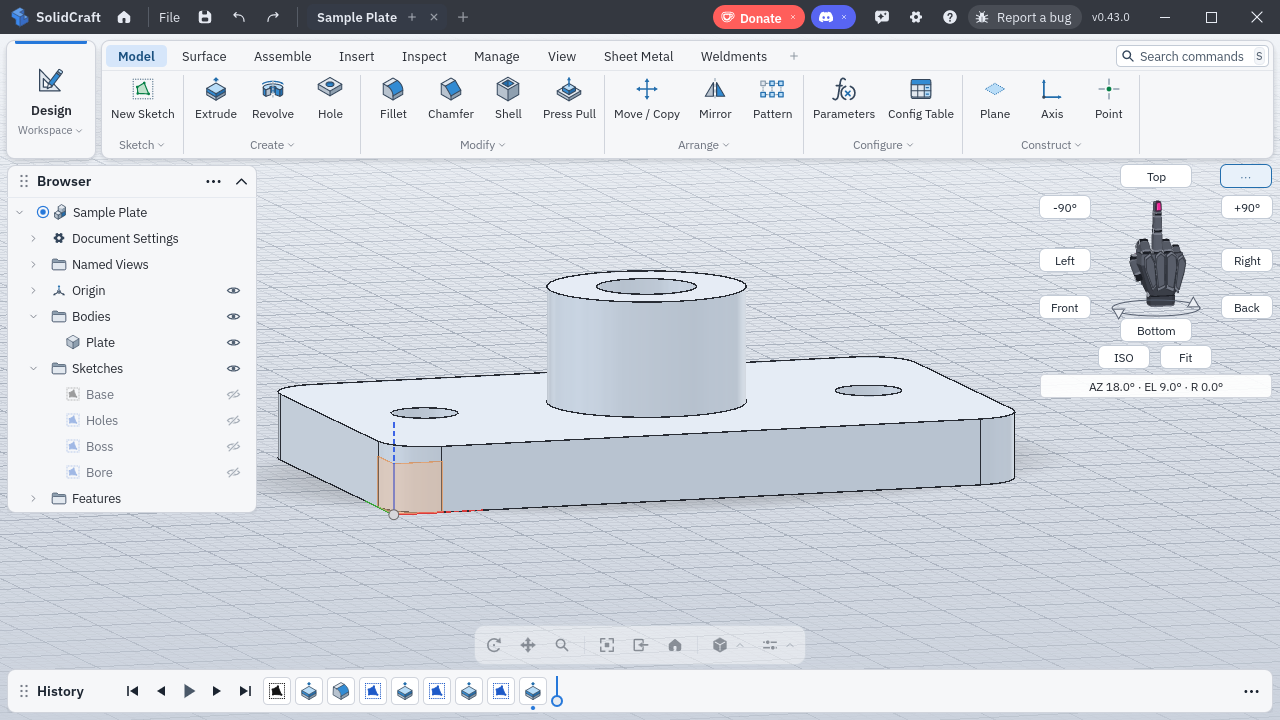 SolidCraft File Sample Plate Donate Report a bug v0.43.0
Model Surface Assemble Insert Inspect Manage View Sheet Metal Weldments Search commands S
Design
Workspace
New Sketch Extrude Revolve Hole Fillet Chamfer Shell Press Pull Move / Copy Mirror Pattern Parameters Config Table Plane Axis Point
Sketch Create Modify Arrange Configure Construct
Browser
Sample Plate
Document Settings
Named Views
Origin
Bodies
Plate
Sketches
Base
Holes
Boss
Bore
Features
Top ...
-90° +90°
Left Right
Front Back
Bottom
ISO Fit
AZ 18.0° · EL 9.0° · R 0.0°
History